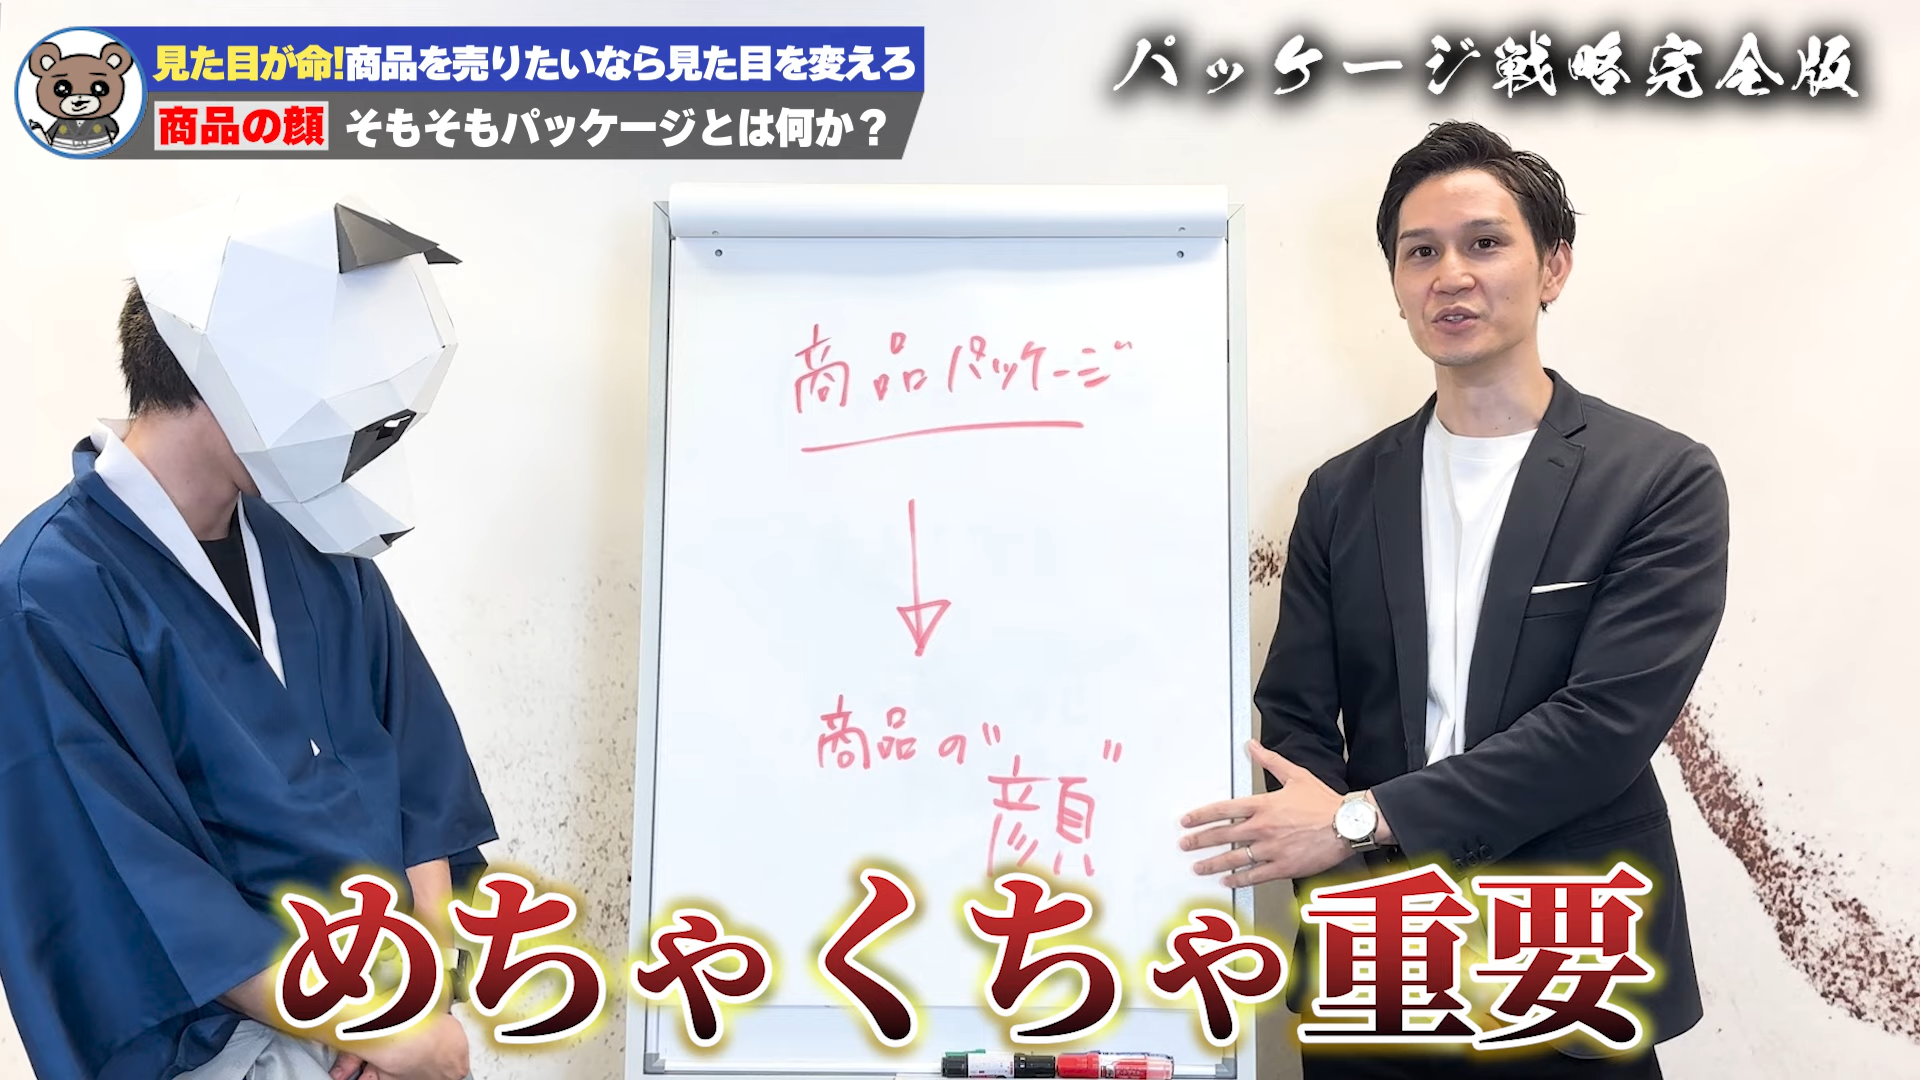 見た目が命!商品を売りたいなら見た目を変えろ
商品の顔 そもそもパッケージとは何か？
パッケージ戦略完全版
商品パッケージ
商品の"顔"
めちゃくちゃ重要